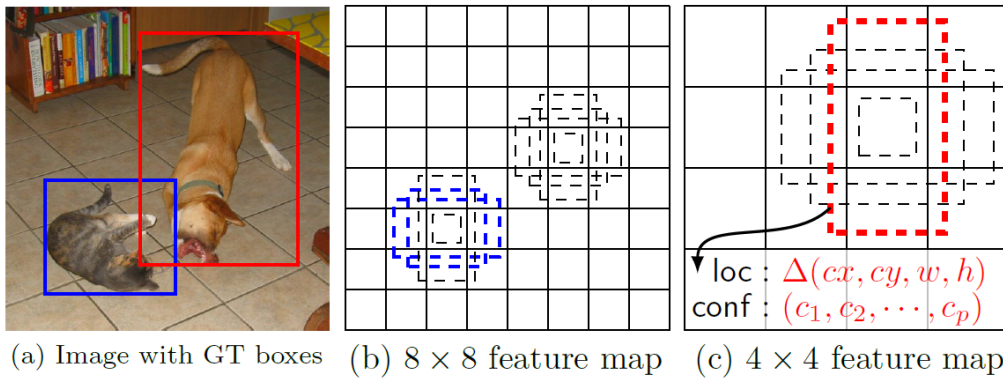 loc : Δ(cx, cy, w, h)
conf : (c₁, c₂, ⋯, cₚ)
(a) Image with GT boxes
(b) 8 × 8 feature map
(c) 4 × 4 feature map